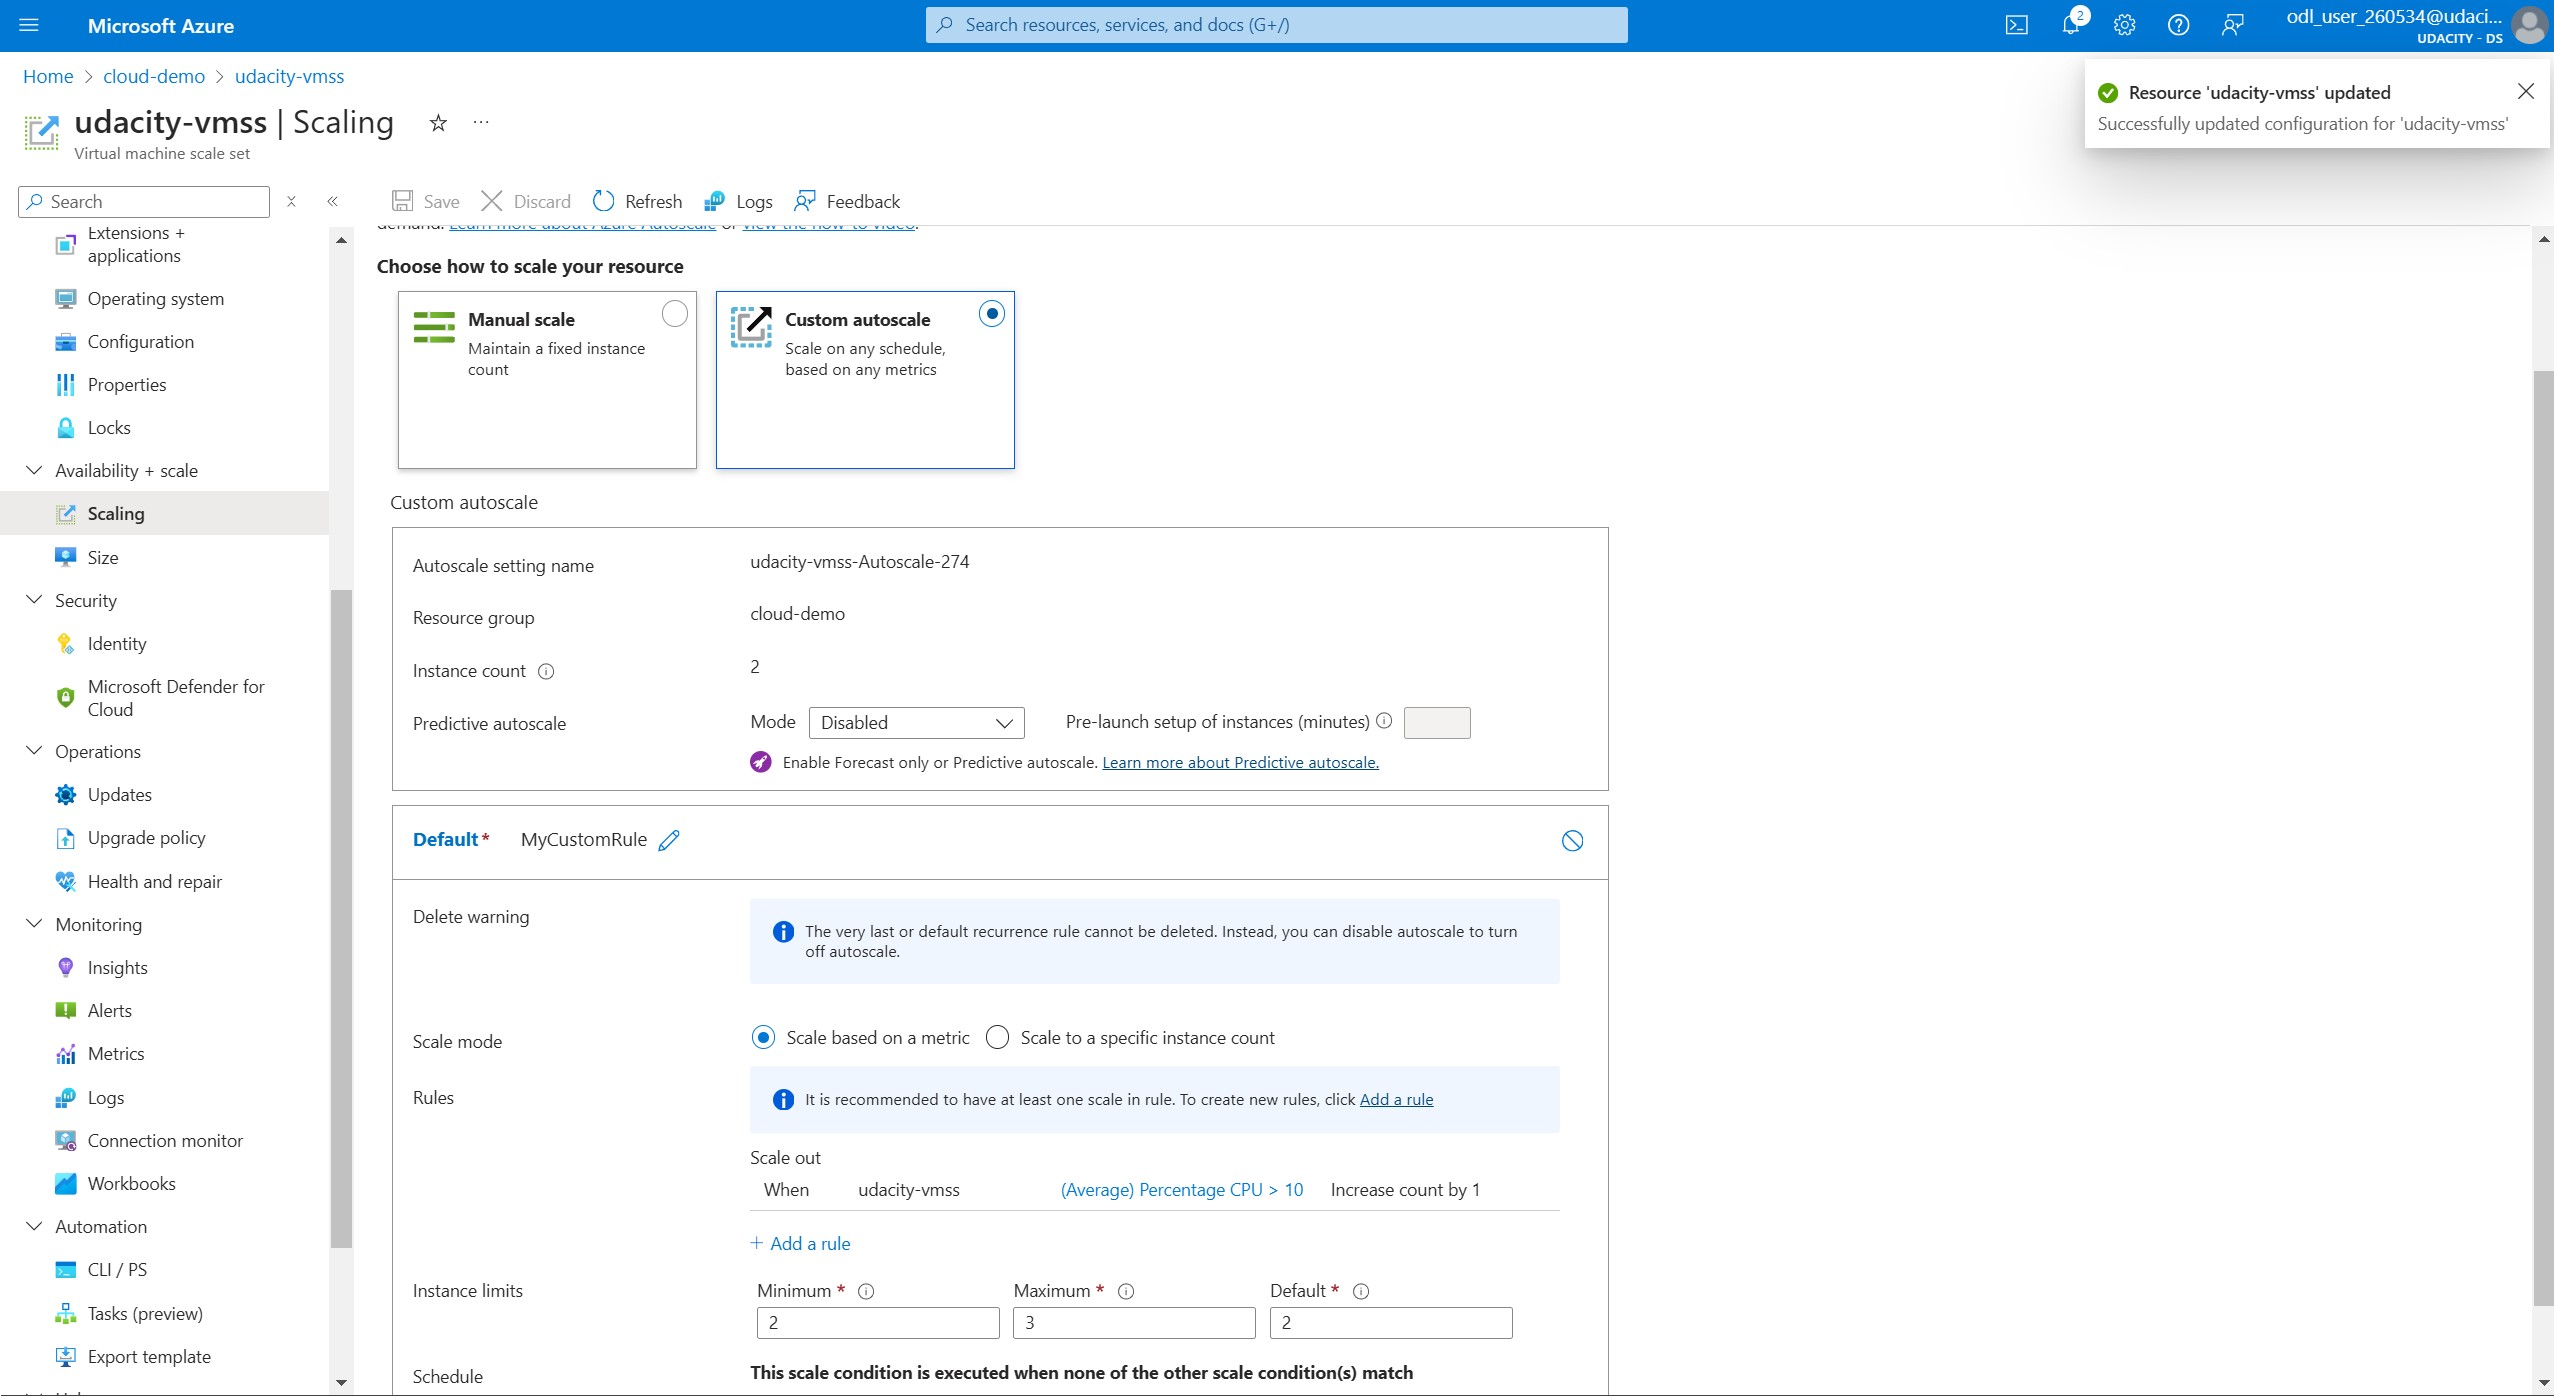 Microsoft Azure
Search resources, services, and docs (G+/)
2
odl_user_260534@udaci...
UDACITY - DS
Home > cloud-demo > udacity-vmss
Resource 'udacity-vmss' updated
Successfully updated configuration for 'udacity-vmss'
udacity-vmss | Scaling
Virtual machine scale set
Search
Save
Discard
Refresh
Logs
Feedback
Extensions +
applications
Operating system
Configuration
Properties
Locks
Availability + scale
Scaling
Size
Security
Identity
Microsoft Defender for
Cloud
Operations
Updates
Upgrade policy
Health and repair
Monitoring
Insights
Alerts
Metrics
Logs
Connection monitor
Workbooks
Automation
CLI / PS
Tasks (preview)
Export template
demand. Learn more about Azure Autoscale or view the how-to video.
Choose how to scale your resource
Manual scale
Maintain a fixed instance
count
Custom autoscale
Scale on any schedule,
based on any metrics
Custom autoscale
Autoscale setting name
udacity-vmss-Autoscale-274
Resource group
cloud-demo
Instance count
2
Predictive autoscale
Mode
Disabled
Pre-launch setup of instances (minutes)
Enable Forecast only or Predictive autoscale. Learn more about Predictive autoscale.
Default* MyCustomRule
Delete warning
The very last or default recurrence rule cannot be deleted. Instead, you can disable autoscale to turn
off autoscale.
Scale mode
Scale based on a metric
Scale to a specific instance count
Rules
It is recommended to have at least one scale in rule. To create new rules, click Add a rule
Scale out
When udacity-vmss (Average) Percentage CPU > 10 Increase count by 1
+ Add a rule
Instance limits
Minimum *
2
Maximum *
3
Default *
2
Schedule
This scale condition is executed when none of the other scale condition(s) match